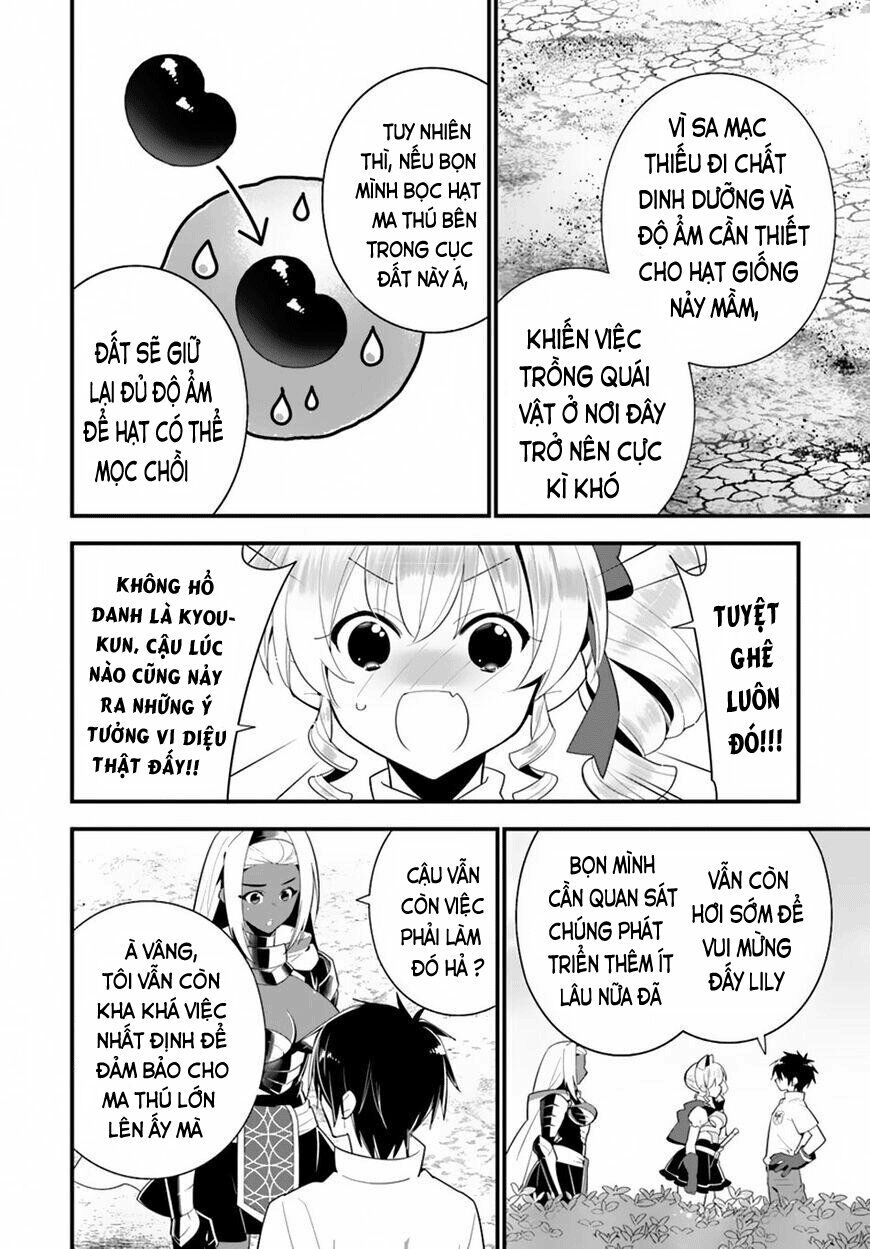 VÌ SA MẠC
THIẾU ĐI CHẤT
DINH DƯỠNG VÀ
ĐỘ ẨM CẦN THIẾT
CHO HẠT GIỐNG
NẢY MẦM,
KHIẾN VIỆC
TRỒNG QUÁI
VẬT Ở NƠI ĐÂY
TRỞ NÊN CỰC
KÌ KHÓ
TUY NHIÊN
THÌ, NẾU BỌN
MÌNH BỌC HẠT
MA THÚ BÊN
TRONG CỤC
ĐẤT NÀY Á,
ĐẤT SẼ GIỮ
LẠI ĐỦ ĐỘ ẨM
ĐỂ HẠT CÓ THỂ
MỌC CHỒI
TUYỆT
GHÊ
LUÔN
ĐÓ!!!
KHÔNG HỔ
DANH LÀ KYOU-
KUN, CẬU LÚC
NÀO CŨNG NẢY
RA NHỮNG Ý
TƯỞNG VI DIỆU
THẬT ĐẤY!!
VẪN CÒN
HƠI SỚM ĐỂ
VUI MỪNG
ĐẤY LILY
BỌN MÌNH
CẦN QUAN SÁT
CHÚNG PHÁT
TRIỂN THÊM ÍT
LÂU NỮA ĐÃ
CẬU VẪN
CÒN VIỆC
PHẢI LÀM
ĐÓ HẢ ?
À VÂNG,
TÔI VẪN CÒN
KHA KHÁ VIỆC
NHẤT ĐỊNH ĐỂ
ĐẢM BẢO CHO
MA THÚ LỚN
LÊN ẤY MÀ